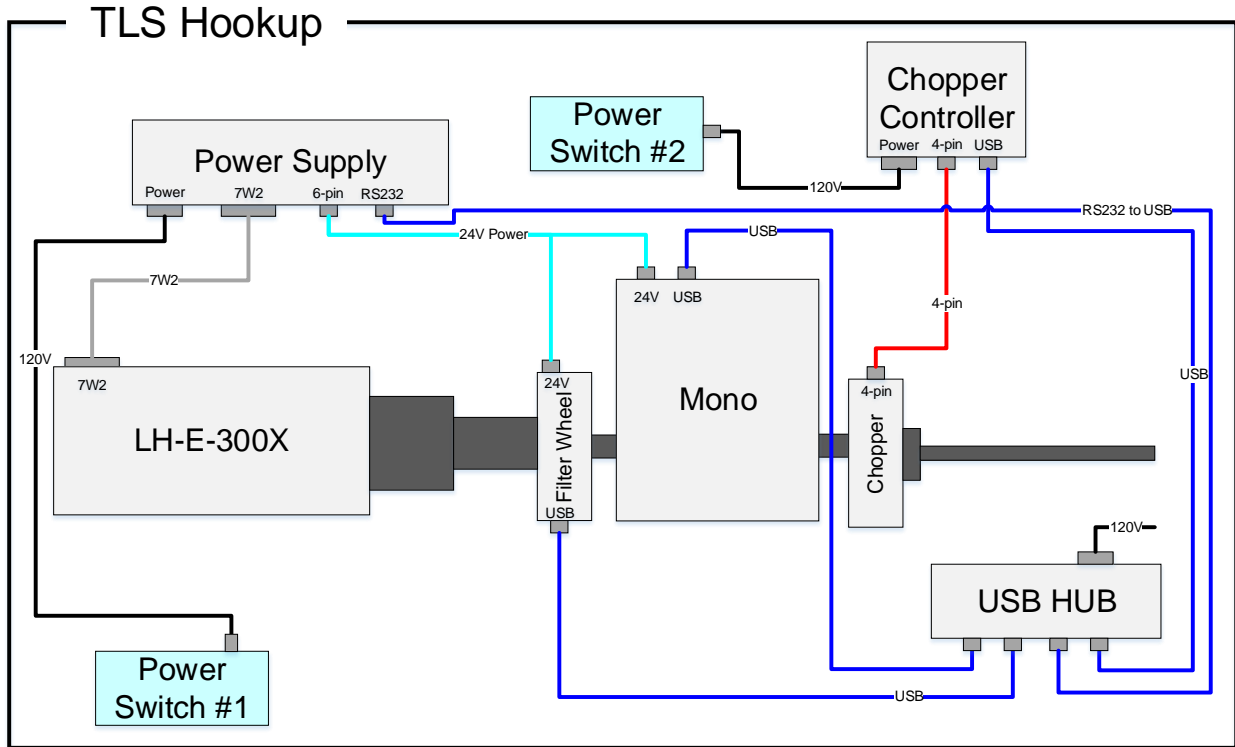 TLS Hookup
Power Supply
Power
7W2
6-pin
RS232
Power
Switch #2
Chopper
Controller
Power
4-pin
USB
120V
RS232 to USB
24V Power
USB
7W2
24V
USB
4-pin
120V
7W2
LH-E-300X
24V
Filter Wheel
USB
Mono
4-pin
Chopper
USB
120V
USB HUB
Power
Switch #1
USB